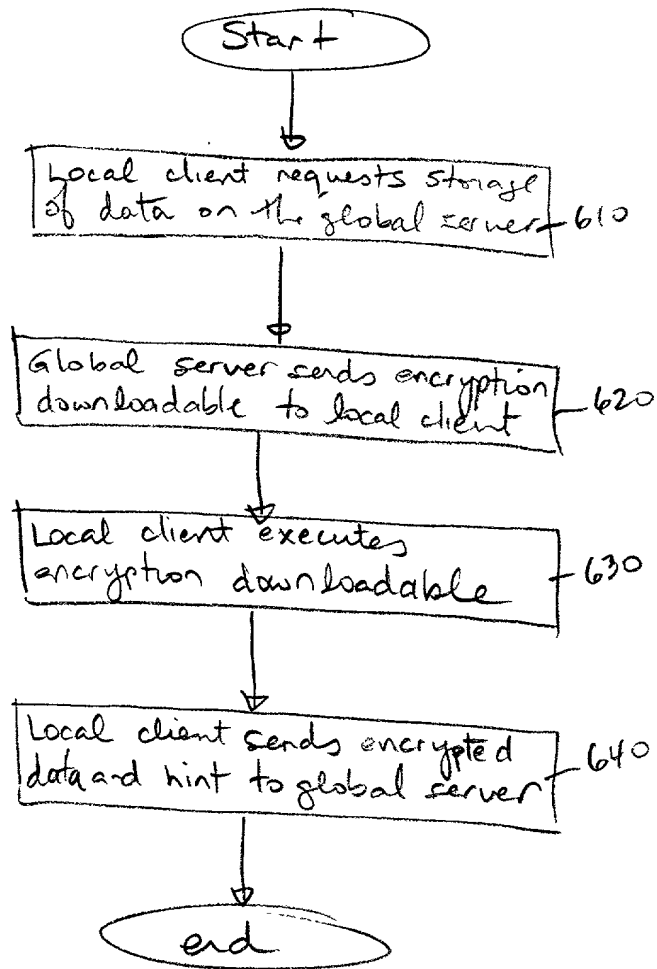 Start
Local client requests storage
of data on the global server 610
Global server sends encryption
downloadable to local client 620
Local client executes
encryption downloadable 630
Local client sends encrypted
data and hint to global server 640
end